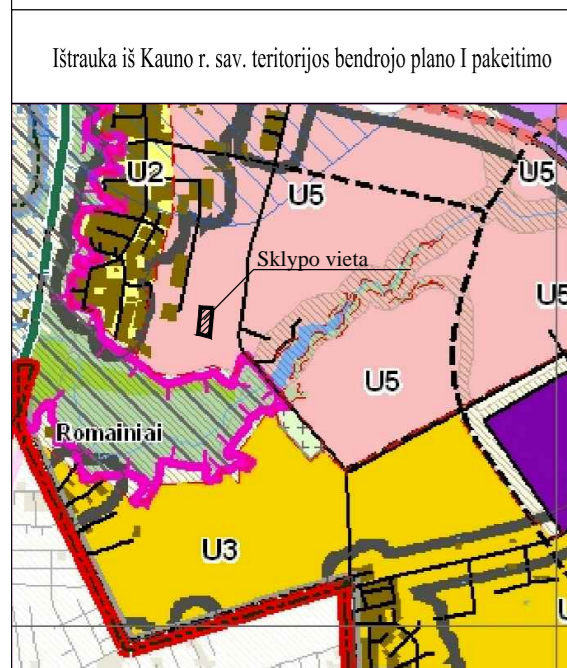 Ištrauka iš Kauno r. sav. teritorijos bendrojo plano I pakeitimo
U2
U5
U5
Sklypo vieta
U5
U5
Romainiai
U3
U